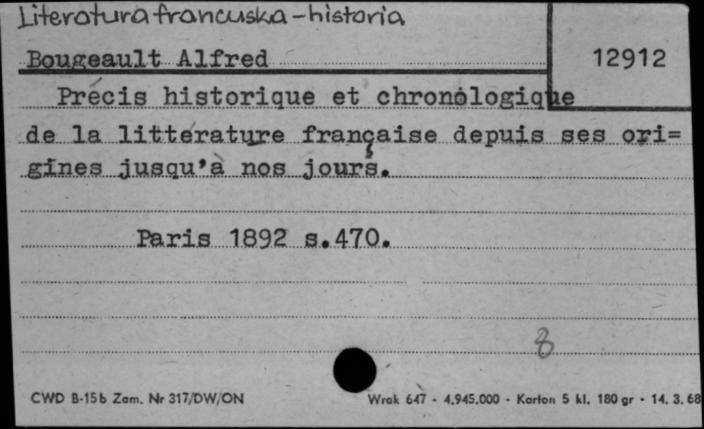 Literatura francuska - historia
Bougeault Alfred
12912
Précis historique et chronologique
de la littérature française depuis ses ori=
gines jusqu'à nos jours.
Paris 1892 s.470.
8
CWD B-15b Zam. Nr 317/DW/ON
Wrak 647 - 4.945.000 - Karton 5 kl. 180 gr - 14. 3. 68